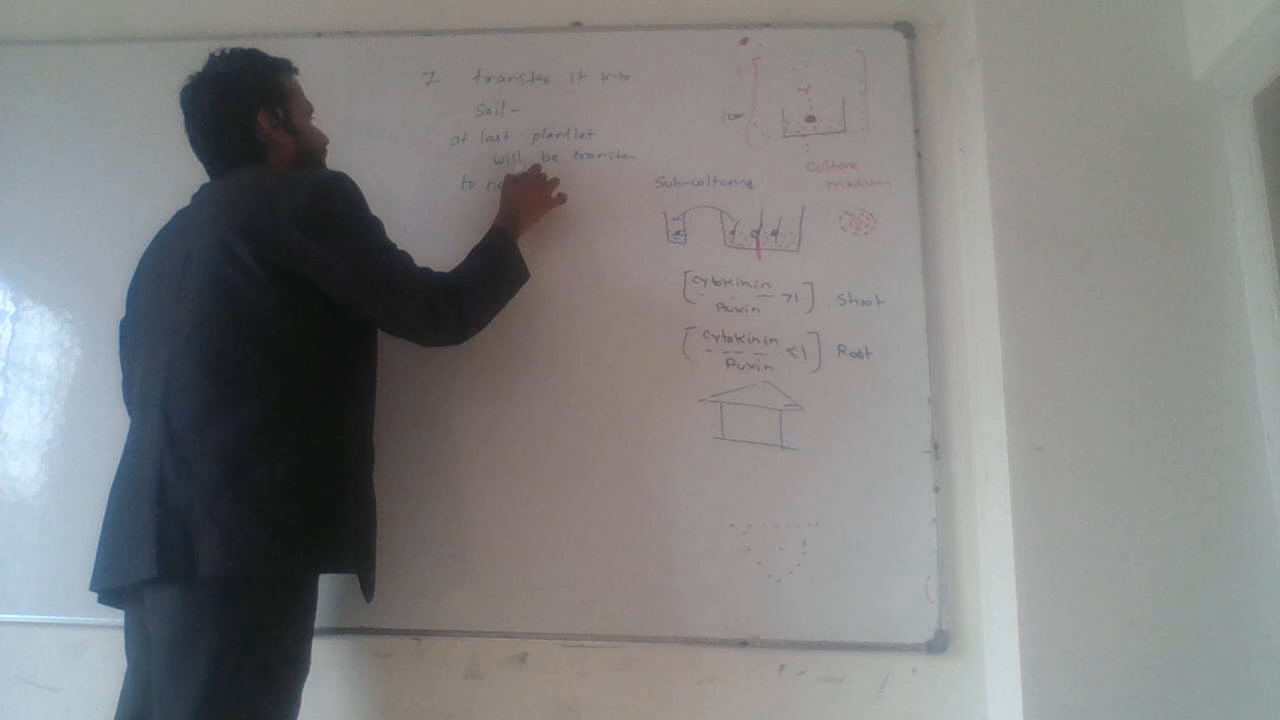 7 transfer it into
soil-
at last plantlet
will be transfer
to
Culture
medium
Sub-culturing
[Cytokinin
Auxin >1] Shoot
[Cytokinin
Auxin <1] Root